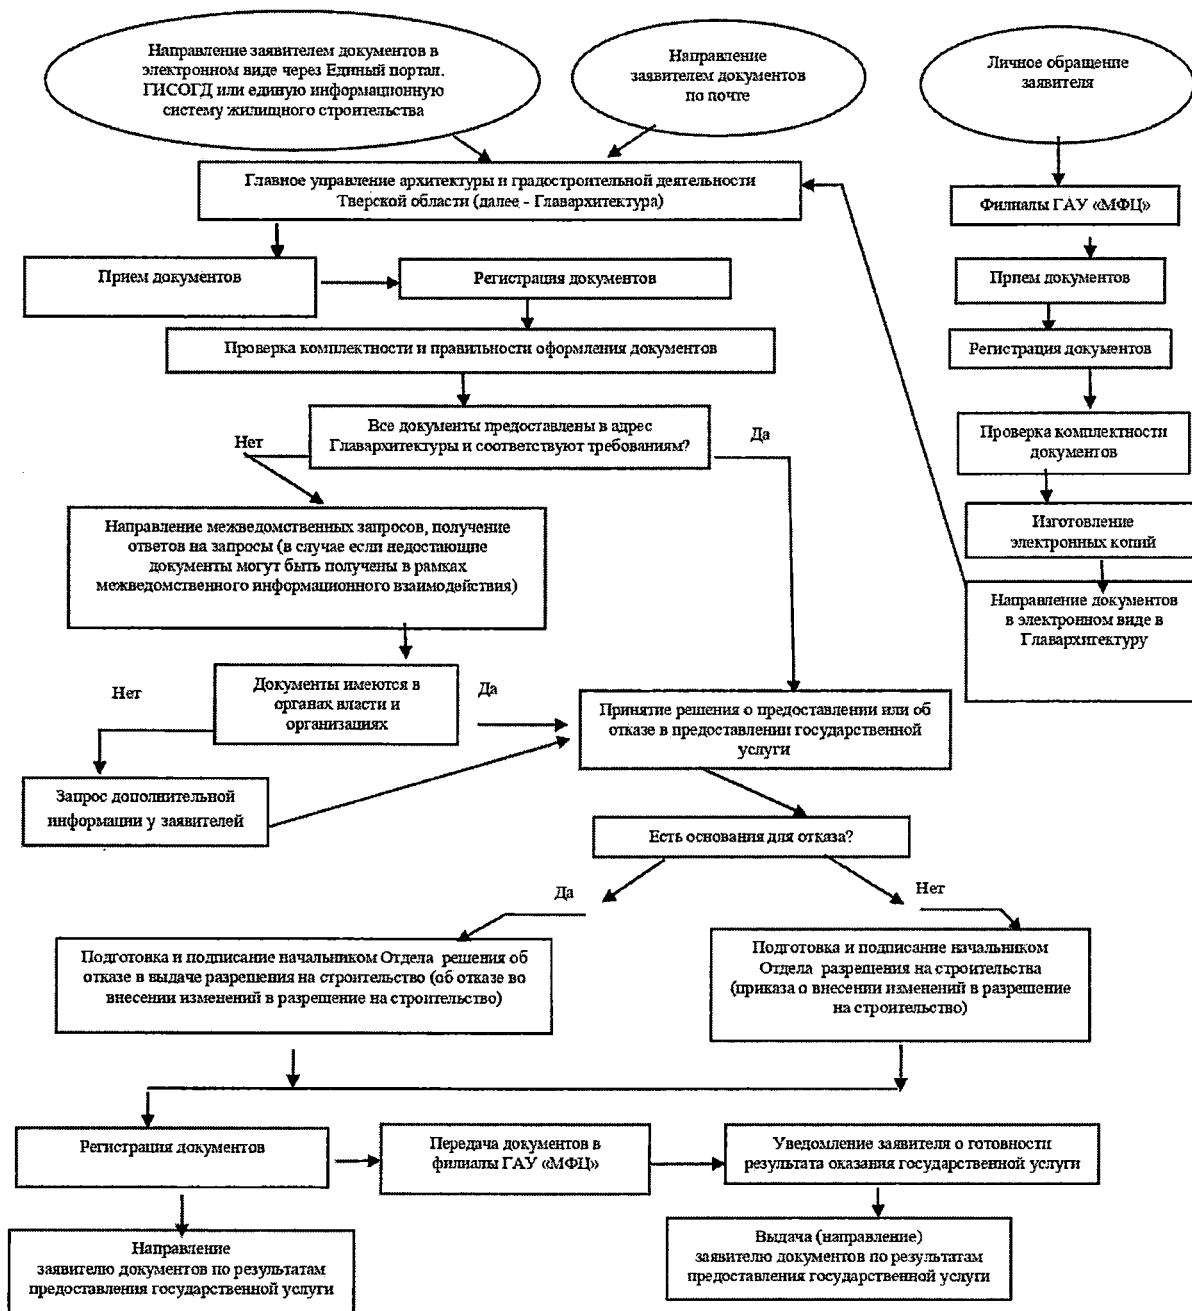 Направление заявителем документов в
электронном виде через Единый портал.
ГИСОГД или единую информационную
систему жилищного строительства
Направление
заявителем документов
по почте
Личное обращение
заявителя
Главное управление архитектуры и градостроительной деятельности
Тверской области (далее - Главархитектура)
Филиалы ГАУ «МФЦ»
Прием документов
Регистрация документов
Прием документов
Проверка комплектности и правильности оформления документов
Регистрация документов
Все документы предоставлены в адрес
Главархитектуры и соответствуют требованиям?
Нет
Да
Проверка комплектности
документов
Направление межведомственных запросов, получение
ответов на запросы (в случае если недостающие
документы могут быть получены в рамках
межведомственного информационного взаимодействия)
Изготовление
электронных копий
Направление документов
в электронном виде в
Главархитектуру
Нет
Документы имеются в
органах власти и
организациях
Да
Принятие решения о предоставлении или об
отказе в предоставлении государственной
услуги
Запрос дополнительной
информации у заявителей
Есть основания для отказа?
Да
Нет
Подготовка и подписание начальником Отдела решения об
отказе в выдаче разрешения на строительство (об отказе во
внесении изменений в разрешение на строительство)
Подготовка и подписание начальником
Отдела разрешения на строительства
(приказа о внесении изменений в разрешение
на строительство)
Регистрация документов
Передача документов в
филиалы ГАУ «МФЦ»
Уведомление заявителя о готовности
результата оказания государственной услуги
Направление
заявителю документов по результатам
предоставления государственной услуги
Выдача (направление)
заявителю документов по результатам
предоставления государственной услуги